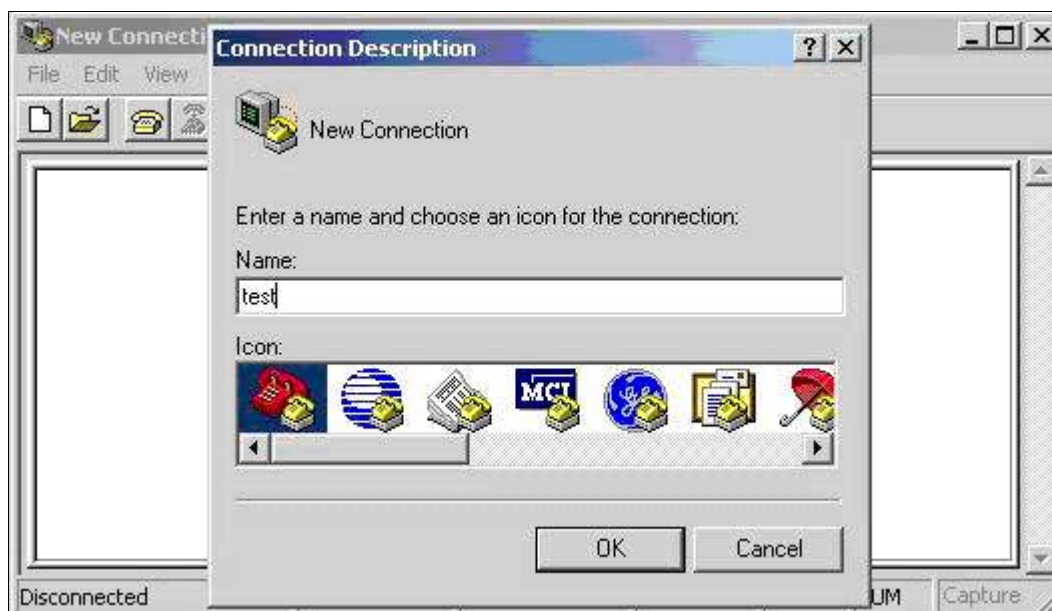 New Connecti
File Edit View
Connection Description
New Connection
Enter a name and choose an icon for the connection:
Name:
test
Icon:
MCI
OK
Cancel
Disconnected
UM
Capture